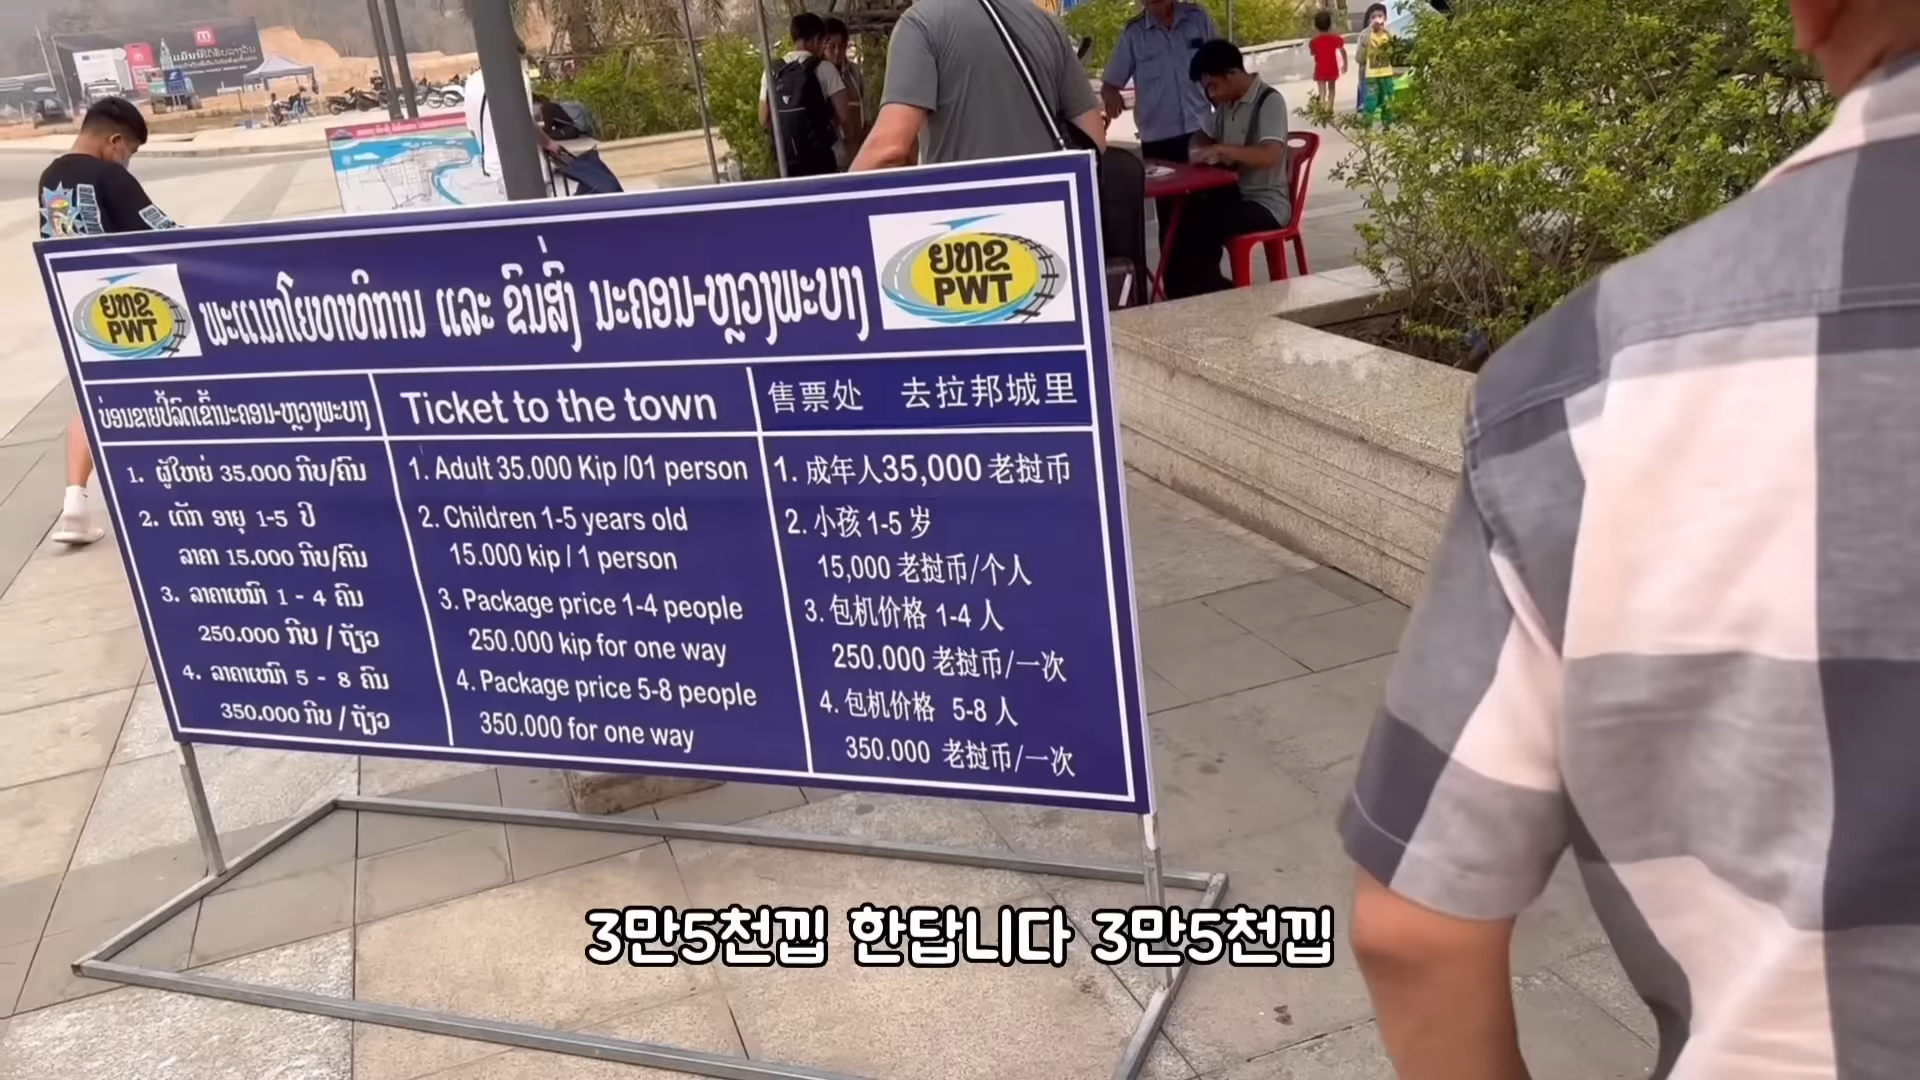 ຍທຂ
PWT
ພະແນກໂຍທາທິການ ແລະ ຂົນສົ່ງ ນະຄອນ-ຫຼວງພະບາງ
ຍທຂ
PWT
ບ່ອນຂາຍປີ້ລົດເຂົ້ານະຄອນ-ຫຼວງພະບາງ
1. ຜູ້ໃຫຍ່ 35.000 ກີບ/ຄົນ
2. ເດັກ ອາຍຸ 1-5 ປີ
ລາຄາ 15.000 ກີບ/ຄົນ
3. ລາຄາເໝົາ 1 - 4 ຄົນ
250.000 ກີບ / ຖ້ຽວ
4. ລາຄາເໝົາ 5 - 8 ຄົນ
350.000 ກີບ / ຖ້ຽວ
Ticket to the town
1. Adult 35.000 Kip /01 person
2. Children 1-5 years old
15.000 kip / 1 person
3. Package price 1-4 people
250.000 kip for one way
4. Package price 5-8 people
350.000 for one way
售票处 去拉邦城里
1. 成年人35,000 老挝币
2. 小孩 1-5 岁
15,000 老挝币/个人
3. 包机价格 1-4 人
250.000 老挝币/一次
4. 包机价格 5-8 人
350.000 老挝币/一次
3만5천낍 한답니다 3만5천낍